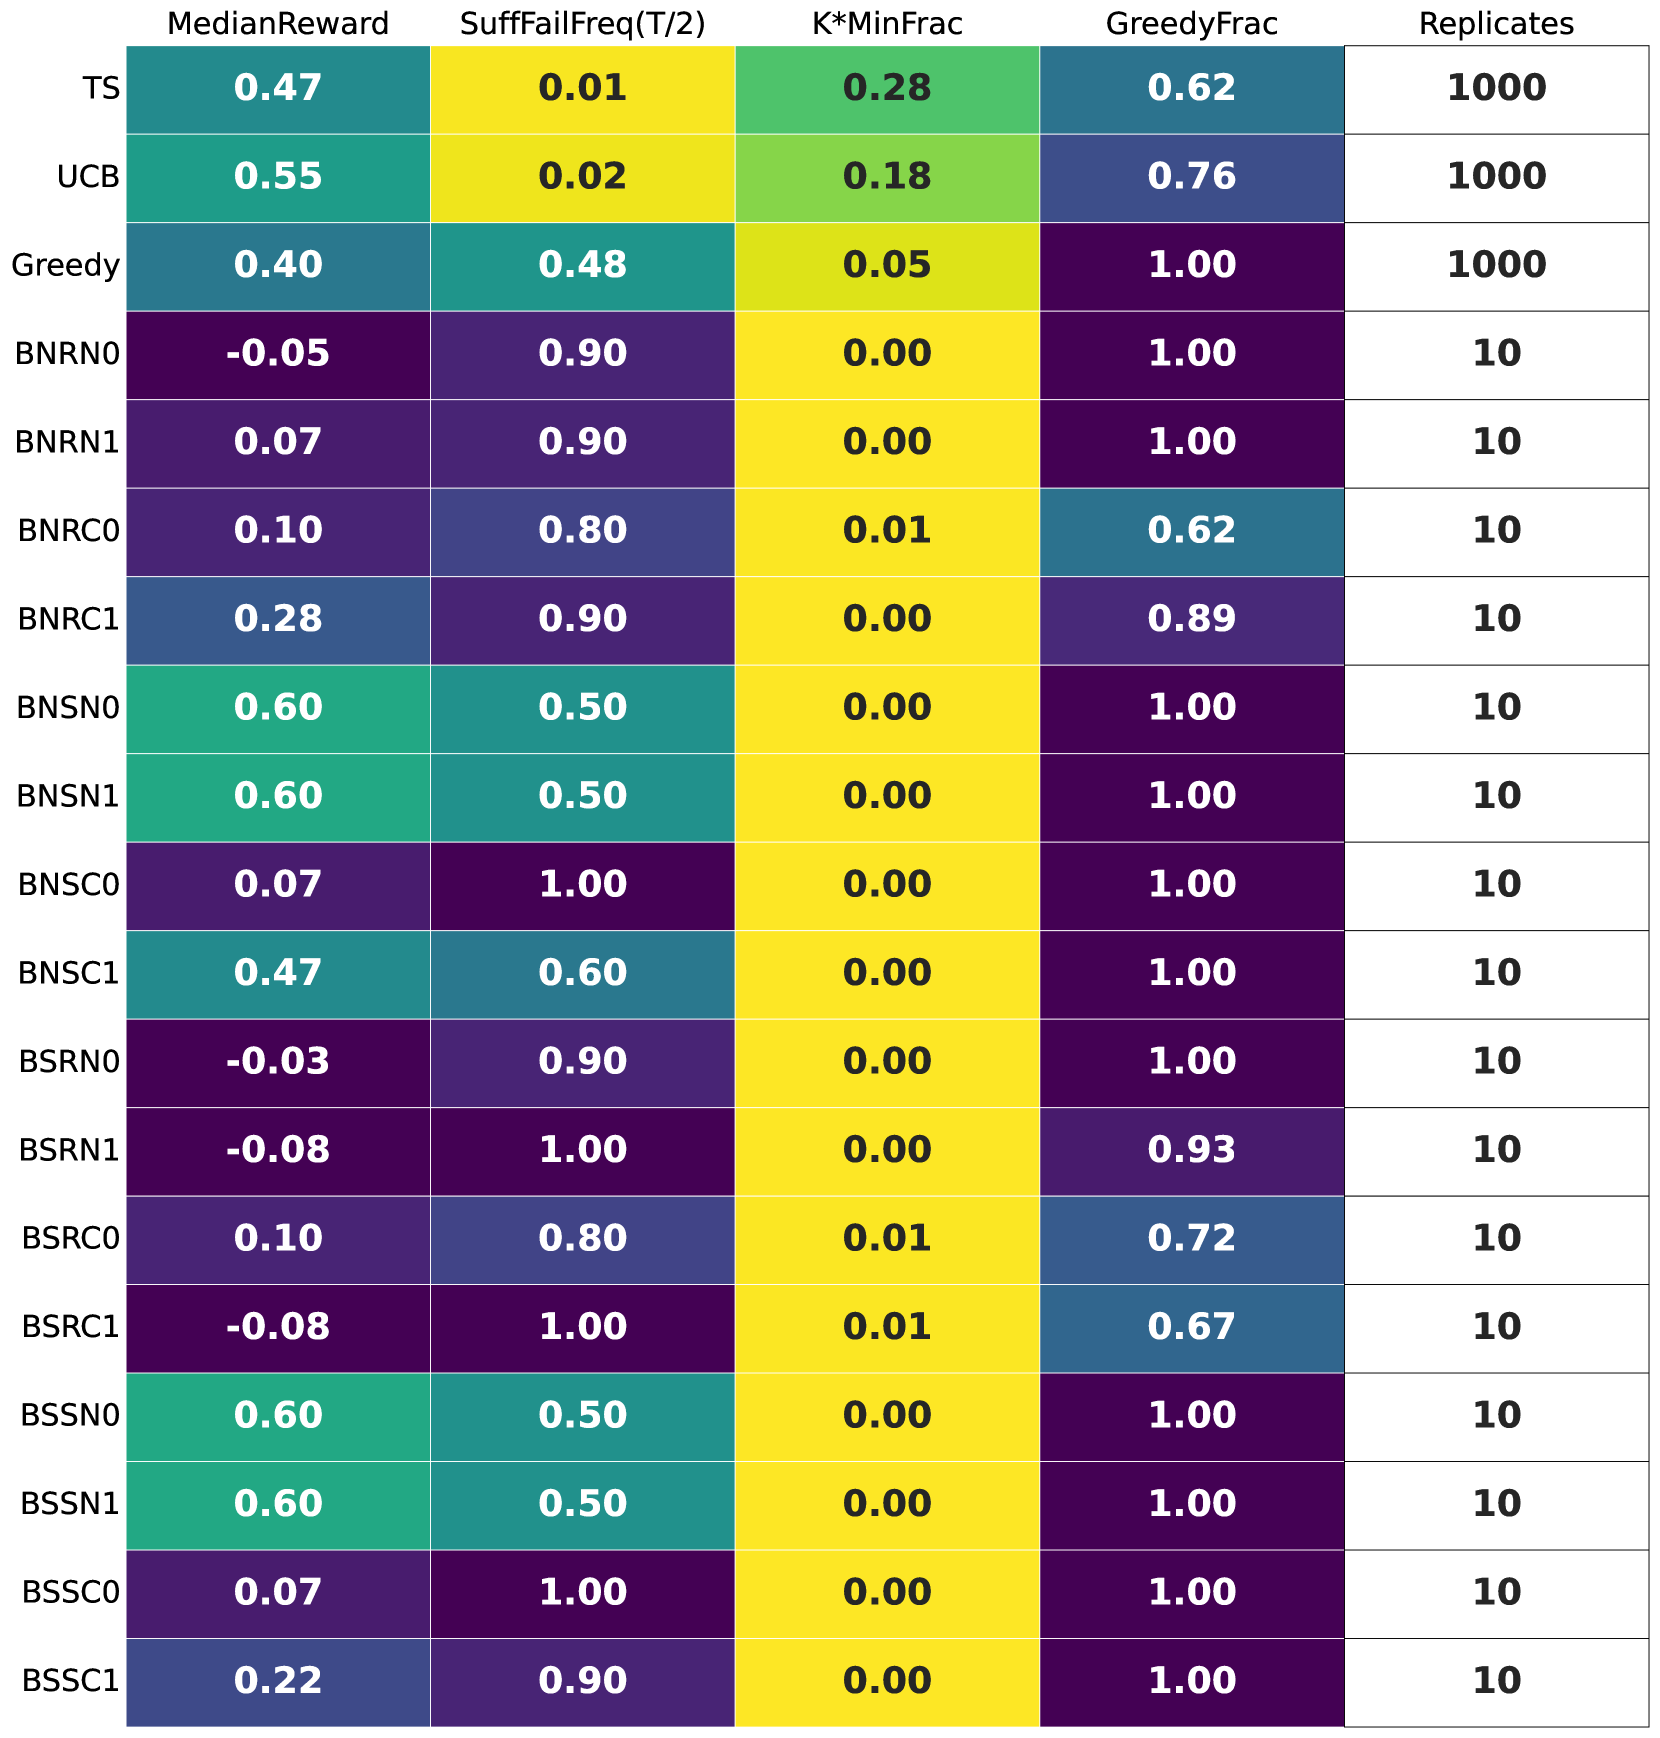 MedianReward SuffFailFreq(T/2) K*MinFrac GreedyFrac Replicates
TS 0.47 0.01 0.28 0.62 1000
UCB 0.55 0.02 0.18 0.76 1000
Greedy 0.40 0.48 0.05 1.00 1000
BNRN0 -0.05 0.90 0.00 1.00 10
BNRN1 0.07 0.90 0.00 1.00 10
BNRC0 0.10 0.80 0.01 0.62 10
BNRC1 0.28 0.90 0.00 0.89 10
BNSN0 0.60 0.50 0.00 1.00 10
BNSN1 0.60 0.50 0.00 1.00 10
BNSC0 0.07 1.00 0.00 1.00 10
BNSC1 0.47 0.60 0.00 1.00 10
BSRN0 -0.03 0.90 0.00 1.00 10
BSRN1 -0.08 1.00 0.00 0.93 10
BSRC0 0.10 0.80 0.01 0.72 10
BSRC1 -0.08 1.00 0.01 0.67 10
BSSN0 0.60 0.50 0.00 1.00 10
BSSN1 0.60 0.50 0.00 1.00 10
BSSC0 0.07 1.00 0.00 1.00 10
BSSC1 0.22 0.90 0.00 1.00 10